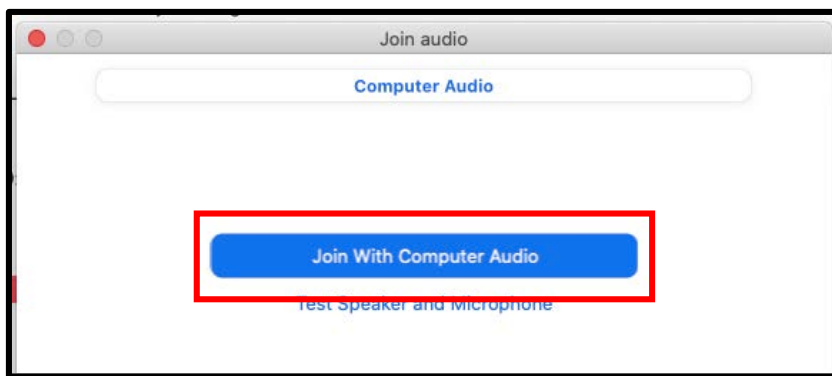 Join audio
Computer Audio
Join With Computer Audio
Test Speaker and Microphone